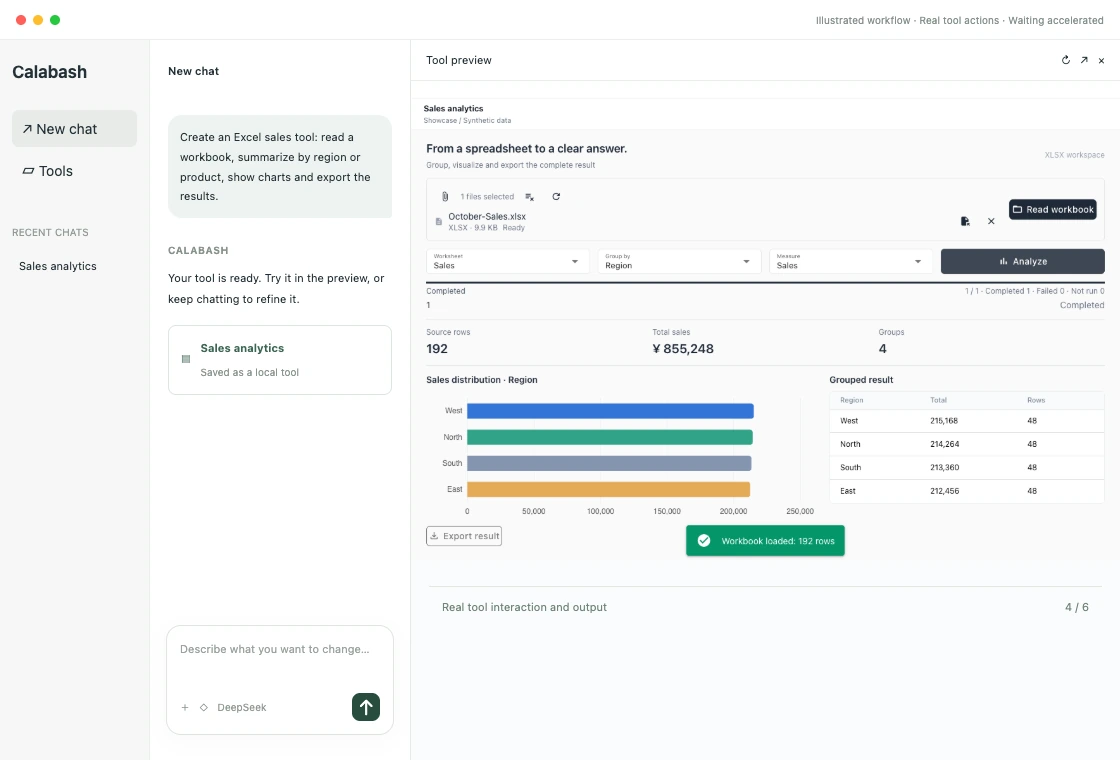 Illustrated workflow · Real tool actions · Waiting accelerated
Calabash
New chat
Tools
RECENT CHATS
Sales analytics
New chat
Create an Excel sales tool: read a
workbook, summarize by region or
product, show charts and export the
results.
CALABASH
Your tool is ready. Try it in the preview, or
keep chatting to refine it.
Sales analytics
Saved as a local tool
Describe what you want to change...
DeepSeek
Tool preview
Sales analytics
Showcase / Synthetic data
From a spreadsheet to a clear answer.
Group, visualize and export the complete result
XLSX workspace
1 files selected
October-Sales.xlsx
XLSX · 9.9 KB Ready
Read workbook
Worksheet
Sales
Group by
Region
Measure
Sales
Analyze
Completed
1 / 1 · Completed 1 · Failed 0 · Not run 0
1
Completed
Source rows
192
Total sales
¥ 855,248
Groups
4
Sales distribution · Region
West
North
South
East
0 50,000 100,000 150,000 200,000 250,000
Grouped result
Region Total Rows
West 215,168 48
North 214,264 48
South 213,360 48
East 212,456 48
Export result
Workbook loaded: 192 rows
Real tool interaction and output
4 / 6